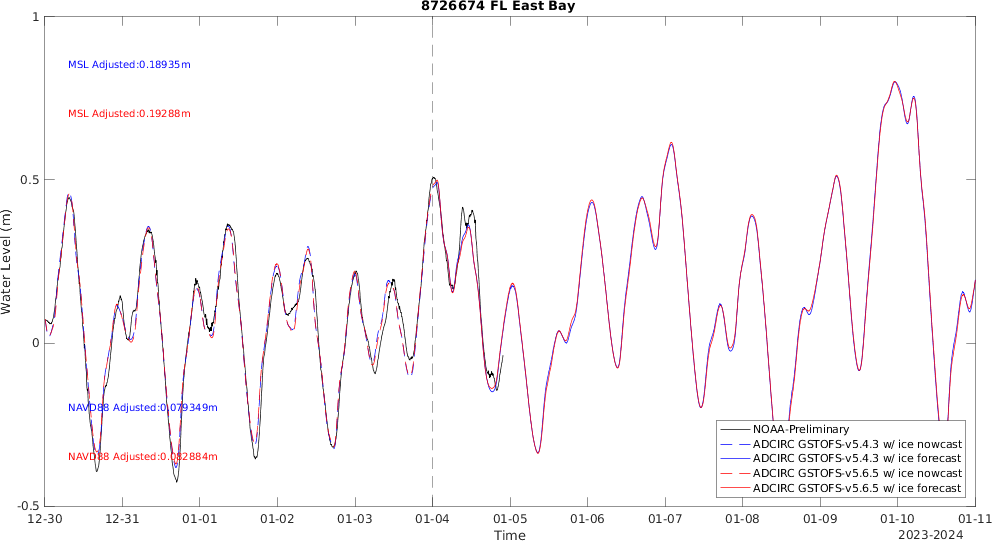 8726674 FL East Bay
1
MSL Adjusted:0.18935m
MSL Adjusted:0.19288m
0.5
Water Level (m)
0
NAVD88 Adjusted:0.079349m
NAVD88 Adjusted:0.082884m
-0.5
NOAA-Preliminary
ADCIRC GSTOFS-v5.4.3 w/ ice nowcast
ADCIRC GSTOFS-v5.4.3 w/ ice forecast
ADCIRC GSTOFS-v5.6.5 w/ ice nowcast
ADCIRC GSTOFS-v5.6.5 w/ ice forecast
12-30 12-31 01-01 01-02 01-03 01-04 01-05 01-06 01-07 01-08 01-09 01-10 01-11
Time
2023-2024